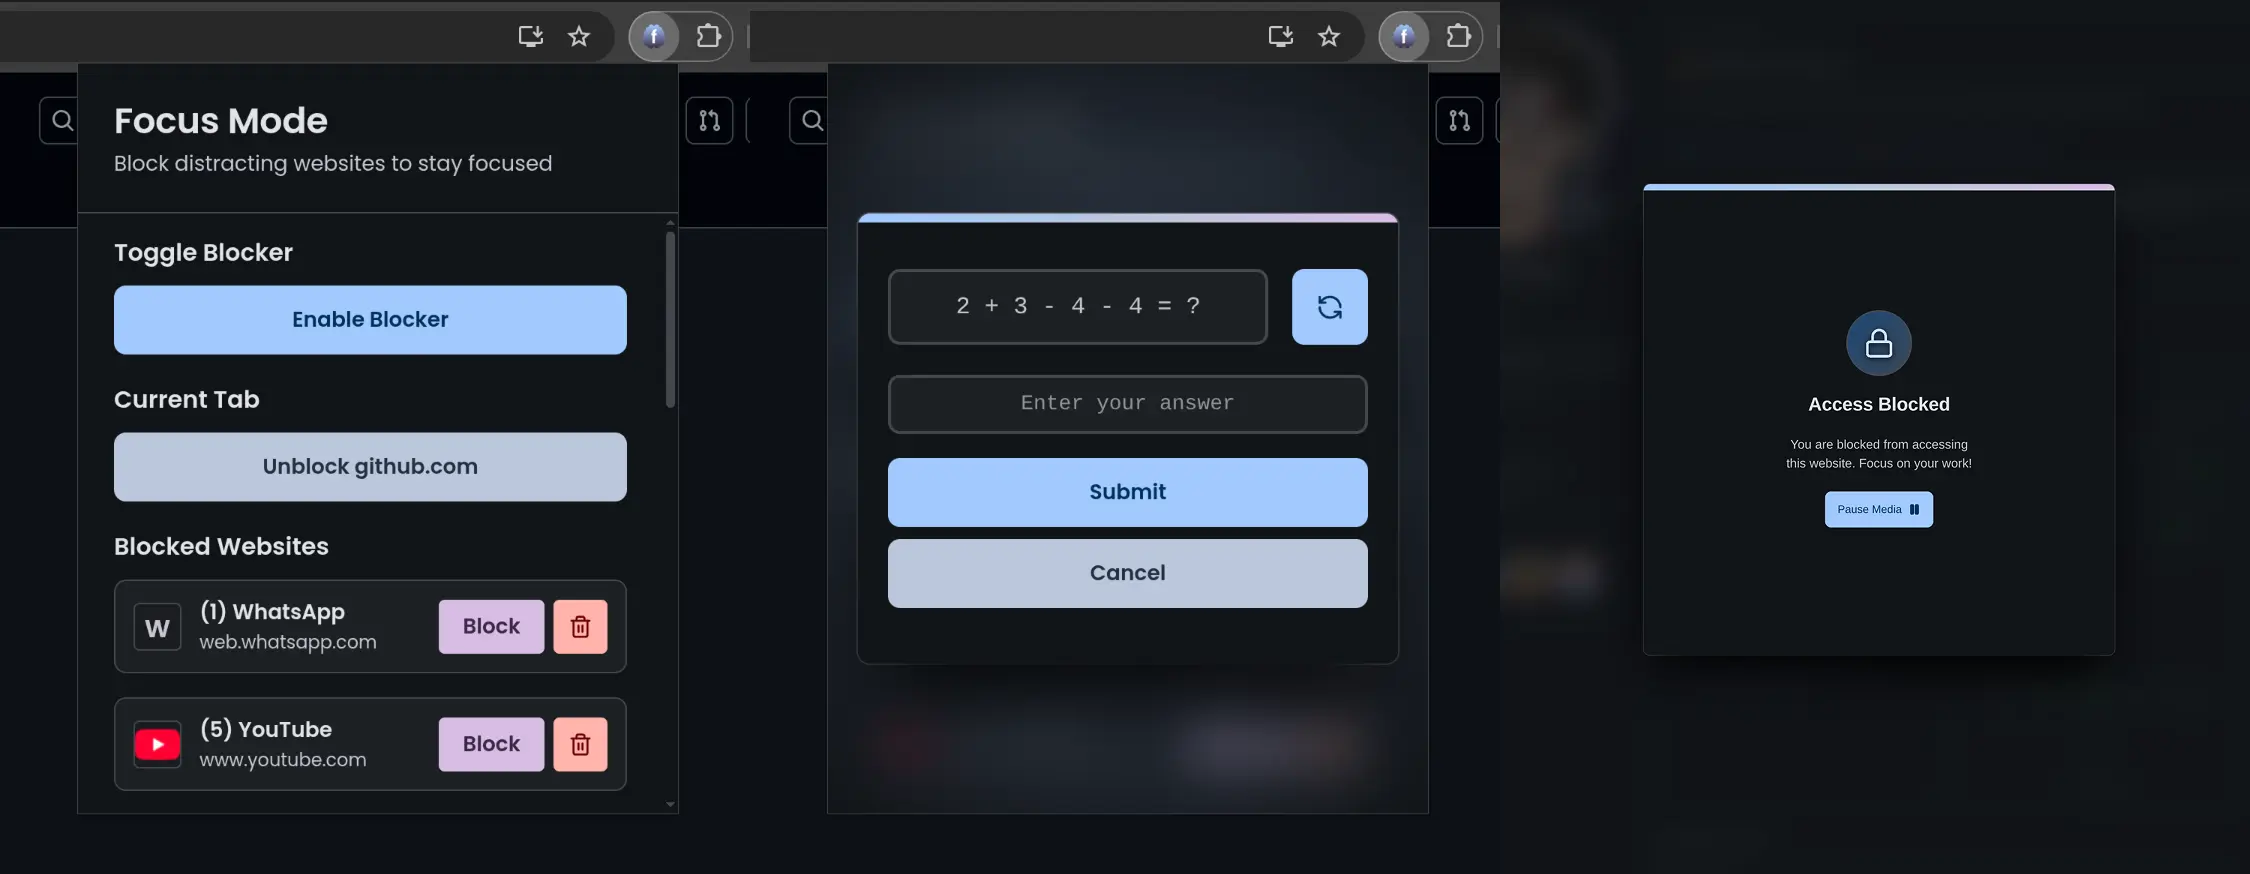 f
Focus Mode
Block distracting websites to stay focused
Toggle Blocker
Enable Blocker
Current Tab
Unblock github.com
Blocked Websites
W
(1) WhatsApp
web.whatsapp.com
Block
(5) YouTube
www.youtube.com
Block
f
2 + 3 - 4 - 4 = ?
Enter your answer
Submit
Cancel
Access Blocked
You are blocked from accessing
this website. Focus on your work!
Pause Media